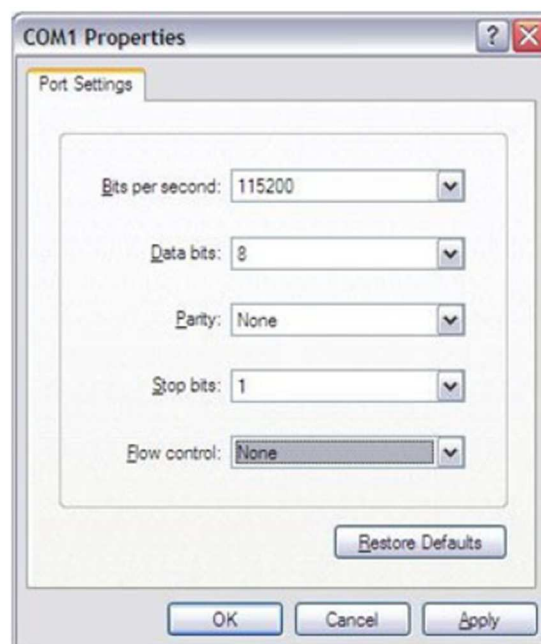 COM1 Properties
?
Port Settings
Bits per second: 115200
Data bits: 8
Parity: None
Stop bits: 1
Flow control: None
Restore Defaults
OK Cancel Apply